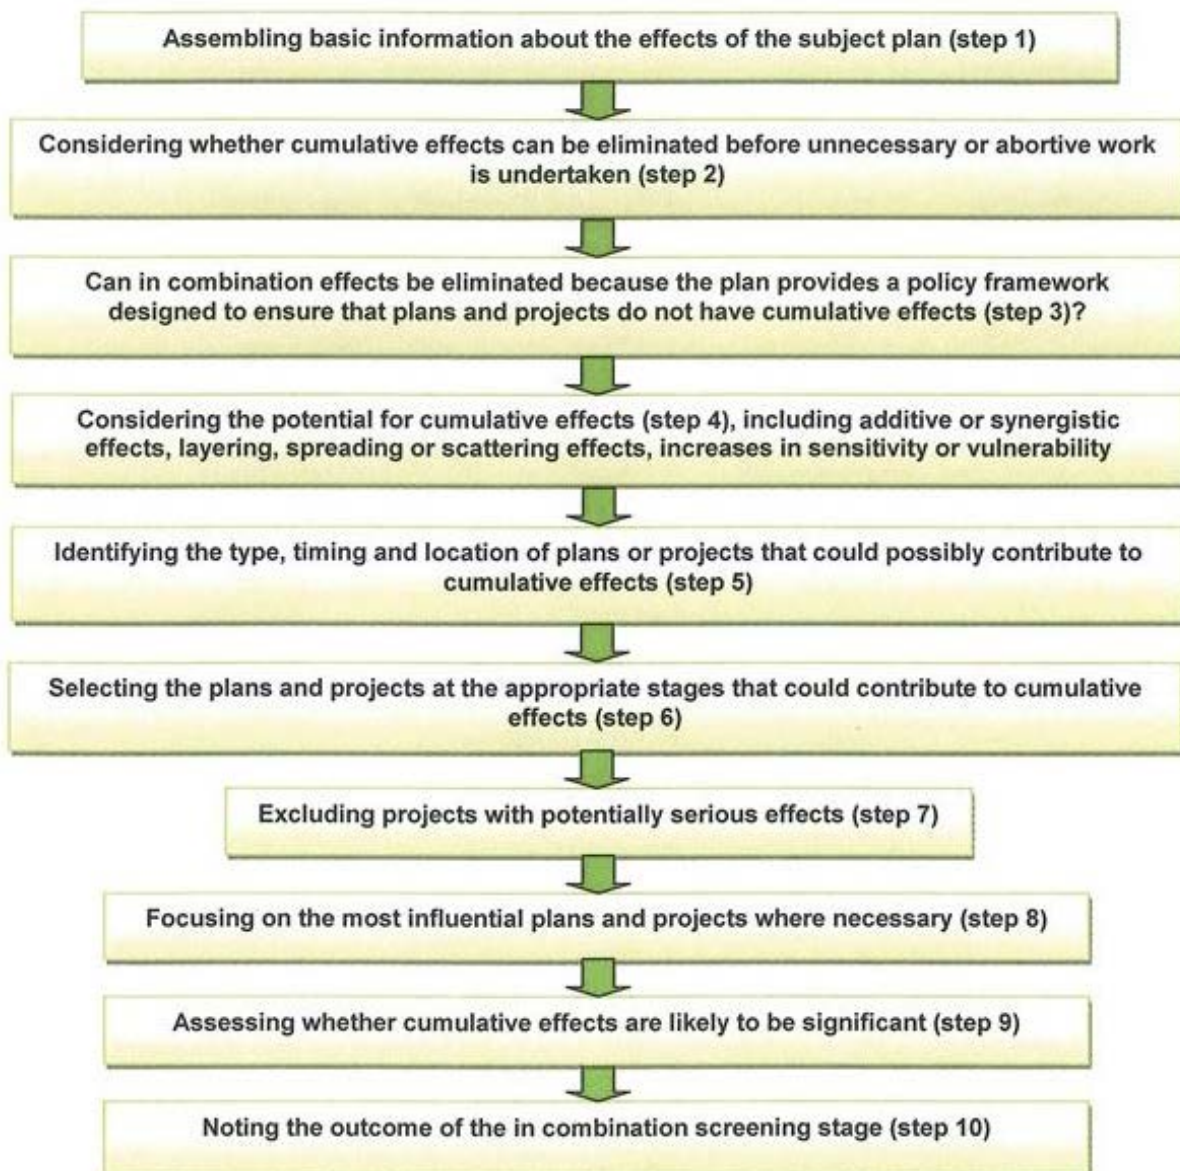 Assembling basic information about the effects of the subject plan (step 1)
Considering whether cumulative effects can be eliminated before unnecessary or abortive work
is undertaken (step 2)
Can in combination effects be eliminated because the plan provides a policy framework
designed to ensure that plans and projects do not have cumulative effects (step 3)?
Considering the potential for cumulative effects (step 4), including additive or synergistic
effects, layering, spreading or scattering effects, increases in sensitivity or vulnerability
Identifying the type, timing and location of plans or projects that could possibly contribute to
cumulative effects (step 5)
Selecting the plans and projects at the appropriate stages that could contribute to cumulative
effects (step 6)
Excluding projects with potentially serious effects (step 7)
Focusing on the most influential plans and projects where necessary (step 8)
Assessing whether cumulative effects are likely to be significant (step 9)
Noting the outcome of the in combination screening stage (step 10)